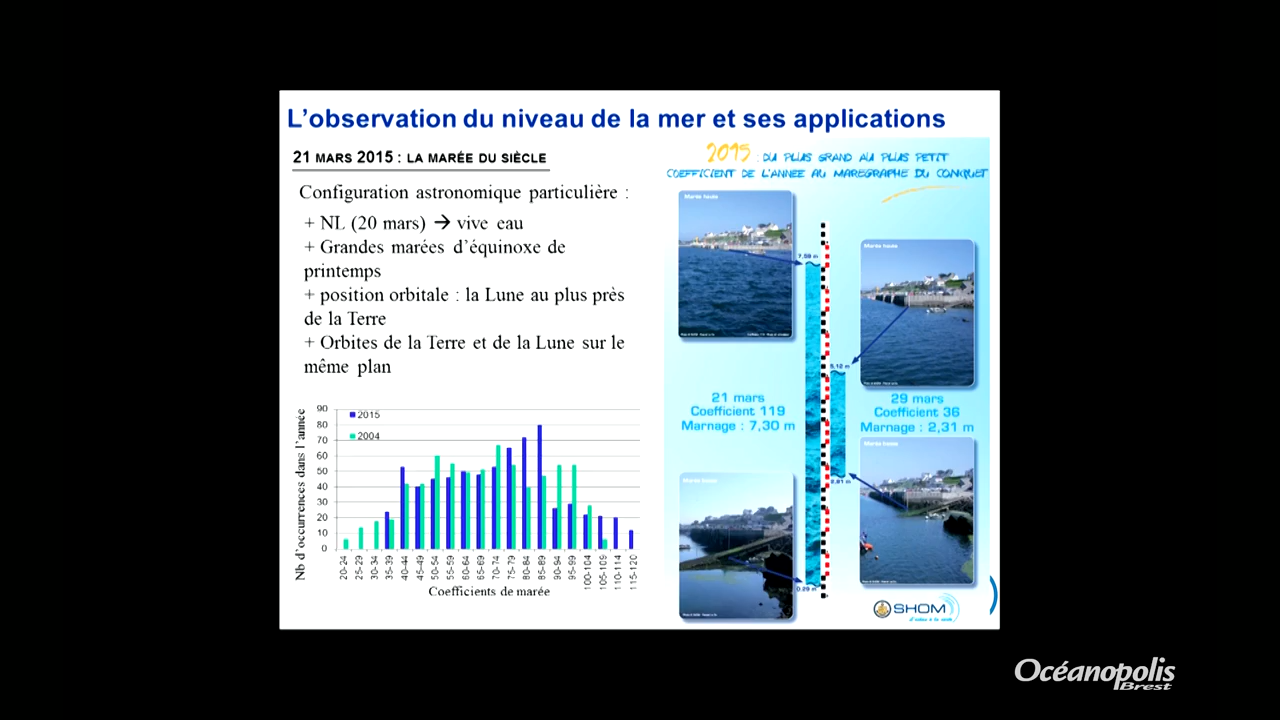 L'observation du niveau de la mer et ses applications
21 MARS 2015 : LA MARÉE DU SIÈCLE
Configuration astronomique particulière :
+ NL (20 mars) → vive eau
+ Grandes marées d'équinoxe de
printemps
+ position orbitale : la Lune au plus près
de la Terre
+ Orbites de la Terre et de la Lune sur le
même plan
Nb d'occurrences dans l'année
90
80
70
60
50
40
30
20
10
0
2015
2004
20-24
25-29
30-34
35-39
40-44
45-49
50-54
55-59
60-64
65-69
70-74
75-79
80-84
85-89
90-94
95-99
100-104
105-109
110-114
115-120
Coefficients de marée
2015 : DU PLUS GRAND AU PLUS PETIT
COEFFICIENT DE L'ANNEE AU MAREGRAPHE DU CONQUET
Marée haute
7,59 m
Marée haute
5,12 m
21 mars
Coefficient 119
Marnage : 7,30 m
29 mars
Coefficient 36
Marnage : 2,31 m
2,81 m
0,29 m
SHOM
Océanopolis
Brest